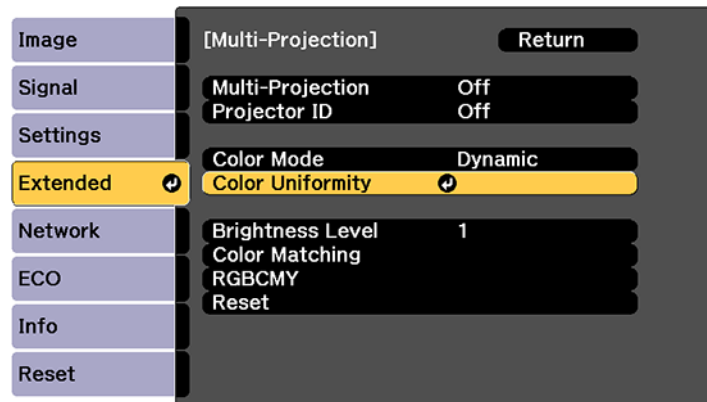 Image
Signal
Settings
Extended
Network
ECO
Info
Reset
[Multi-Projection] Return
Multi-Projection Off
Projector ID Off
Color Mode Dynamic
Color Uniformity
Brightness Level 1
Color Matching
RGBCMY
Reset